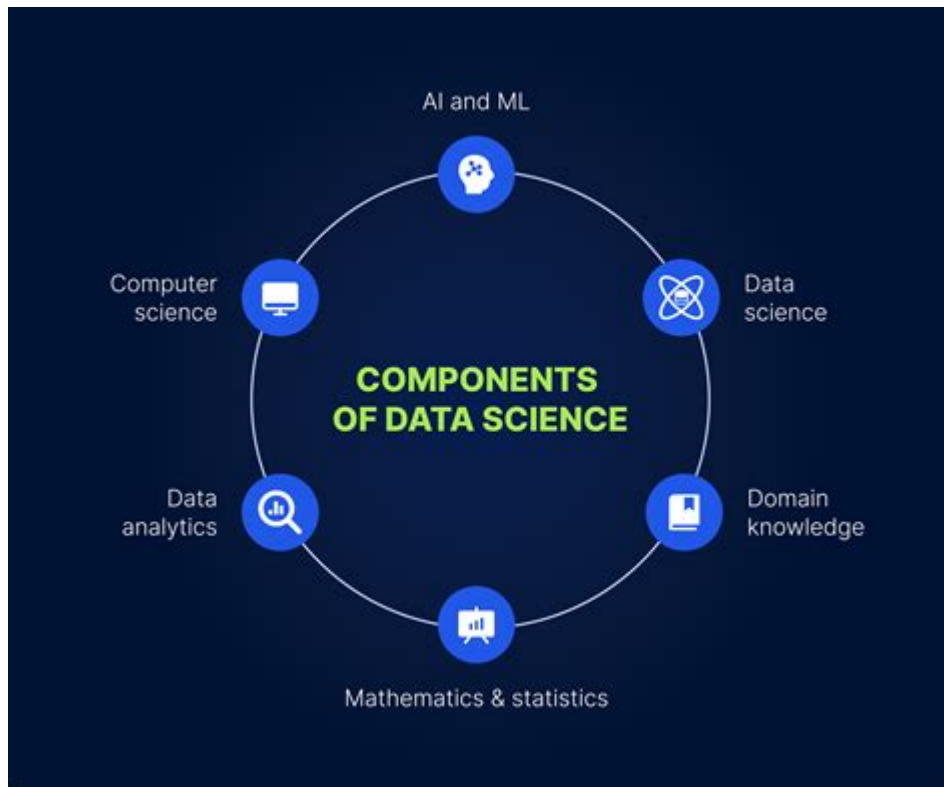 AI and ML
Computer
science
Data
science
COMPONENTS
OF DATA SCIENCE
Data
analytics
Domain
knowledge
Mathematics & statistics